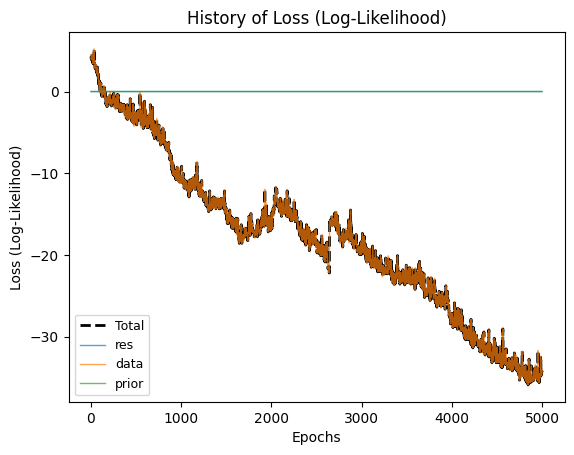 History of Loss (Log-Likelihood)
Loss (Log-Likelihood)
0
−10
−20
−30
Total
res
data
prior
0 1000 2000 3000 4000 5000
Epochs